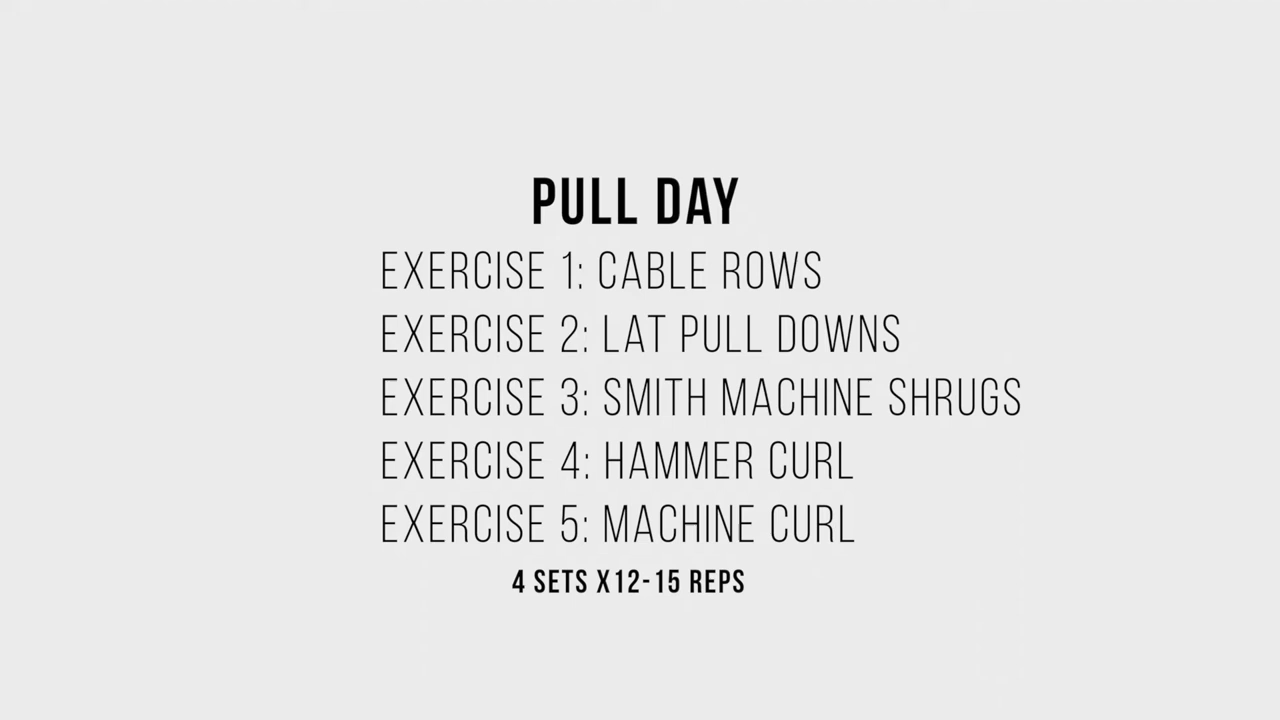 PULL DAY
EXERCISE 1: CABLE ROWS
EXERCISE 2: LAT PULL DOWNS
EXERCISE 3: SMITH MACHINE SHRUGS
EXERCISE 4: HAMMER CURL
EXERCISE 5: MACHINE CURL
4 SETS X12-15 REPS